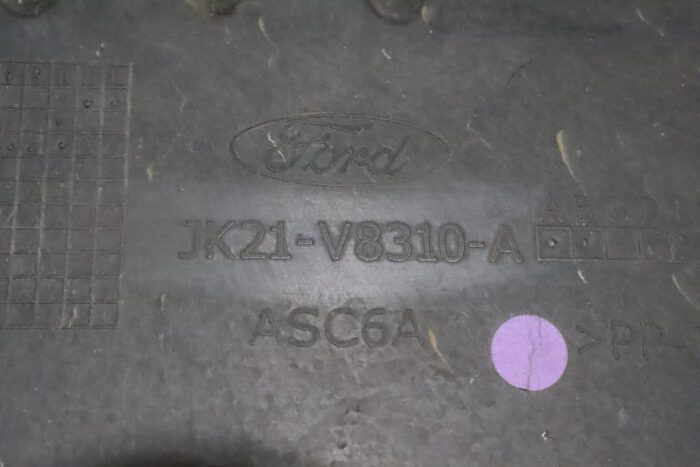 Ford
A B C D
JK21-V8310-A
ASC6A
>PP-